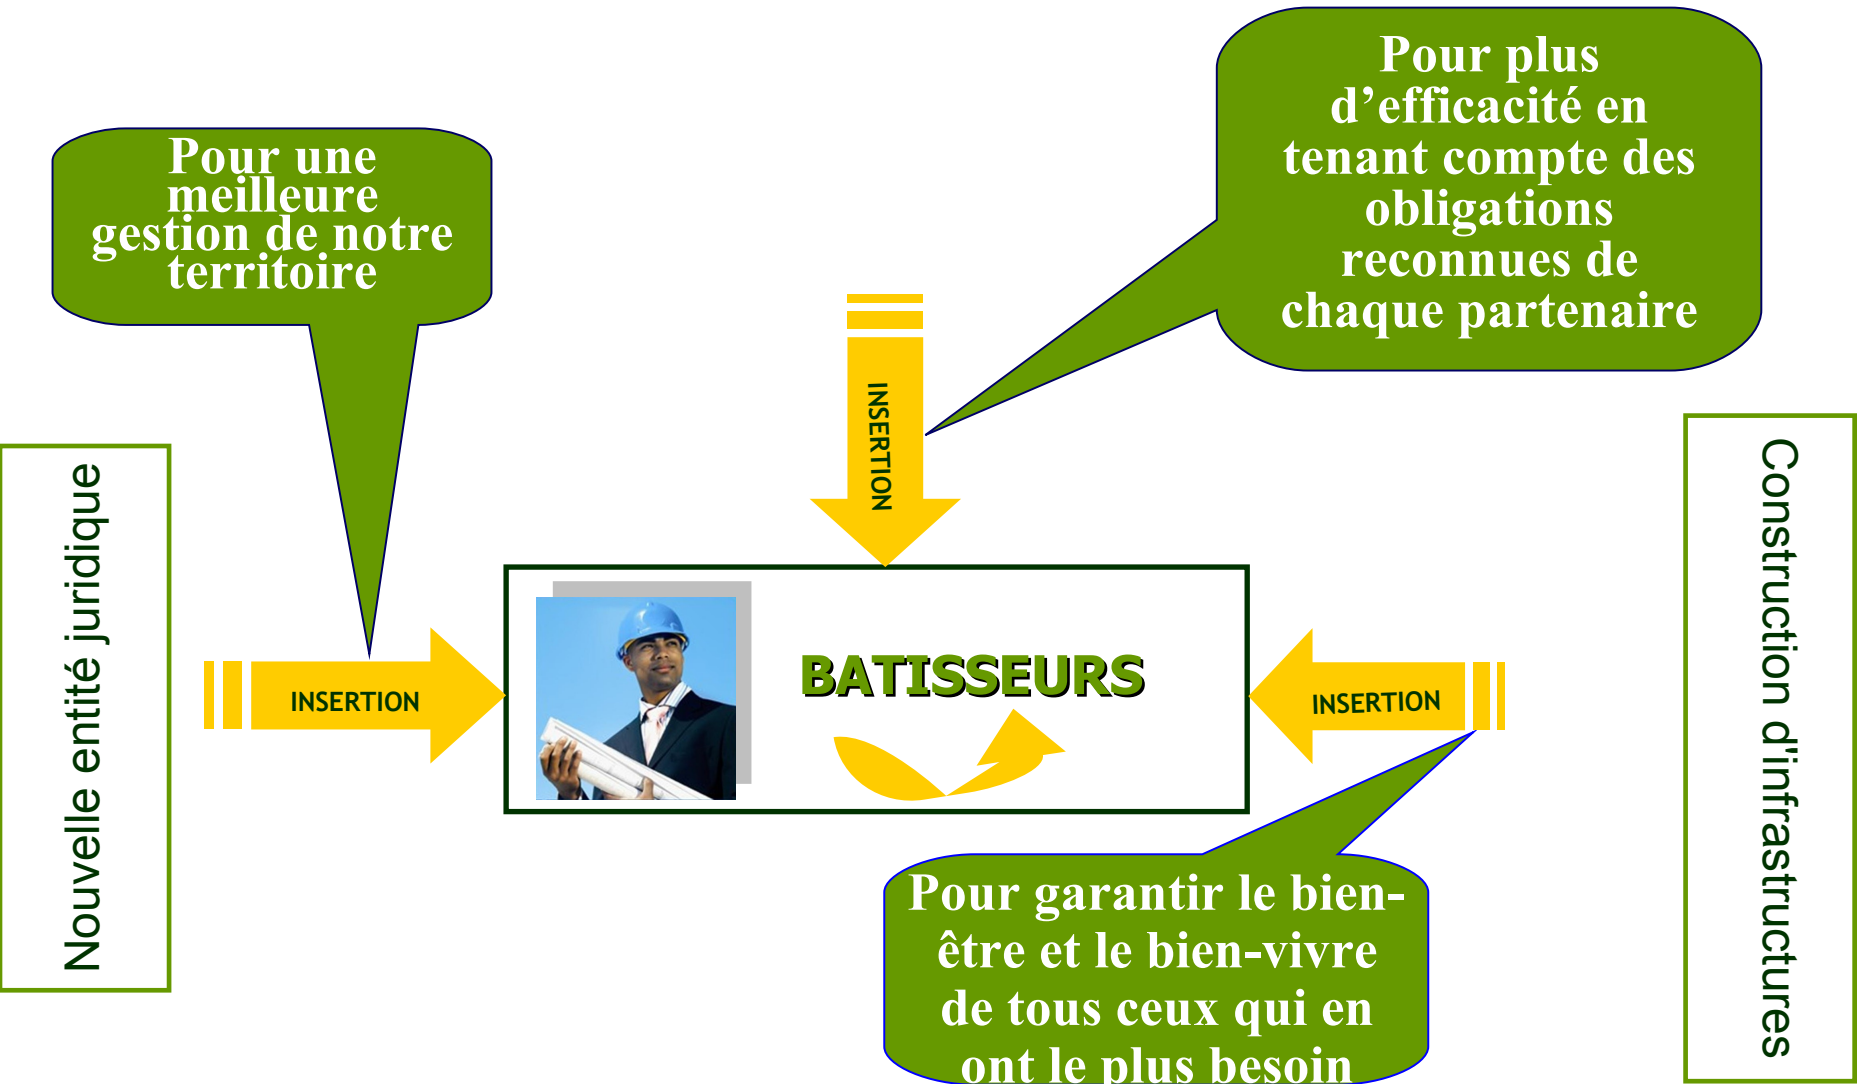 Pour plus
d’efficacité en
tenant compte des
obligations
reconnues de
chaque partenaire
Pour une
meilleure
gestion de notre
territoire
INSERTION
Nouvelle entité juridique
INSERTION
BATISSEURS
INSERTION
Construction d'infrastructures
Pour garantir le bien-
être et le bien-vivre
de tous ceux qui en
ont le plus besoin